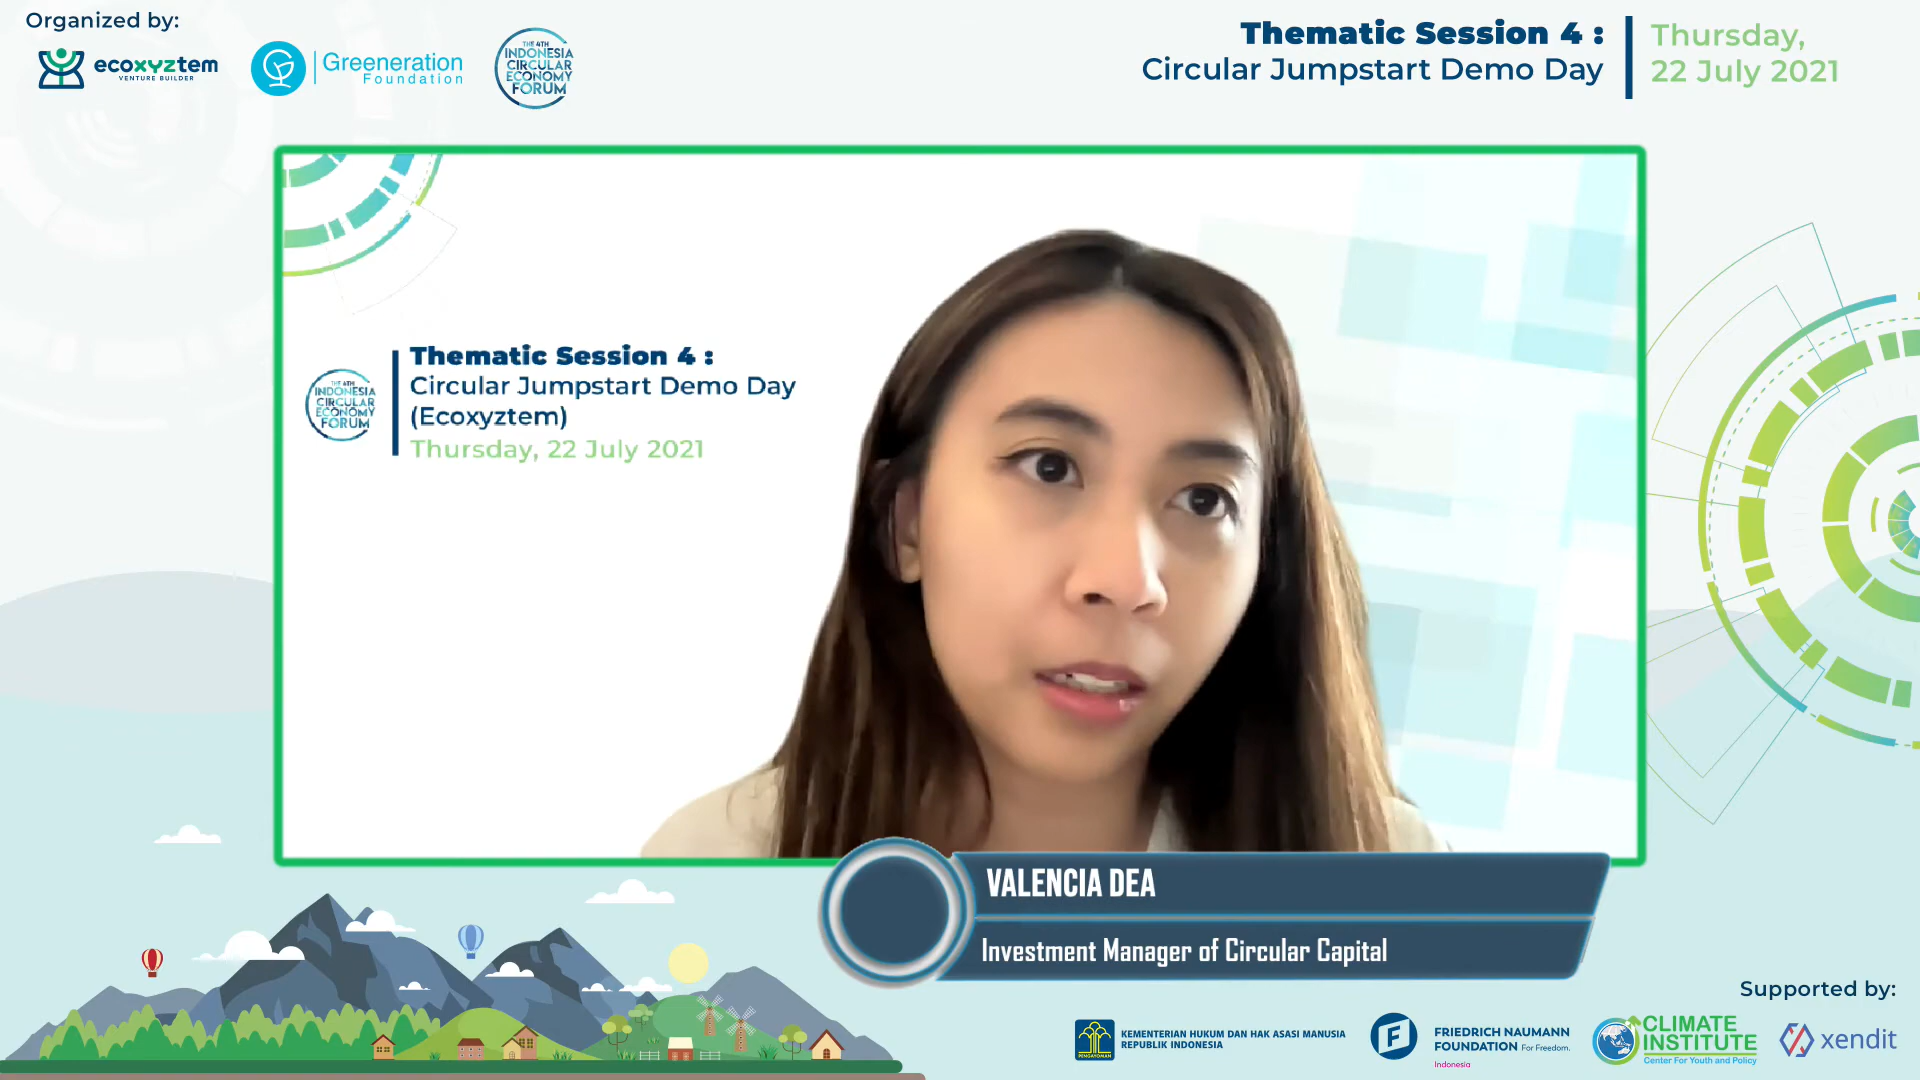 Organized by:
ecoxyztem
VENTURE BUILDER
Greeneration
Foundation
THE 4TH
INDONESIA
CIRCULAR
ECONOMY
FORUM
Thematic Session 4 :
Circular Jumpstart Demo Day
Thursday,
22 July 2021
THE 4TH
INDONESIA
CIRCULAR
ECONOMY
FORUM
Thematic Session 4 :
Circular Jumpstart Demo Day
(Ecoxyztem)
Thursday, 22 July 2021
VALENCIA DEA
Investment Manager of Circular Capital
Supported by:
PENGAYOMAN
KEMENTERIAN HUKUM DAN HAK ASASI MANUSIA
REPUBLIK INDONESIA
FRIEDRICH NAUMANN
FOUNDATION For Freedom.
Indonesia
CLIMATE
INSTITUTE
Center For Youth and Policy
xendit